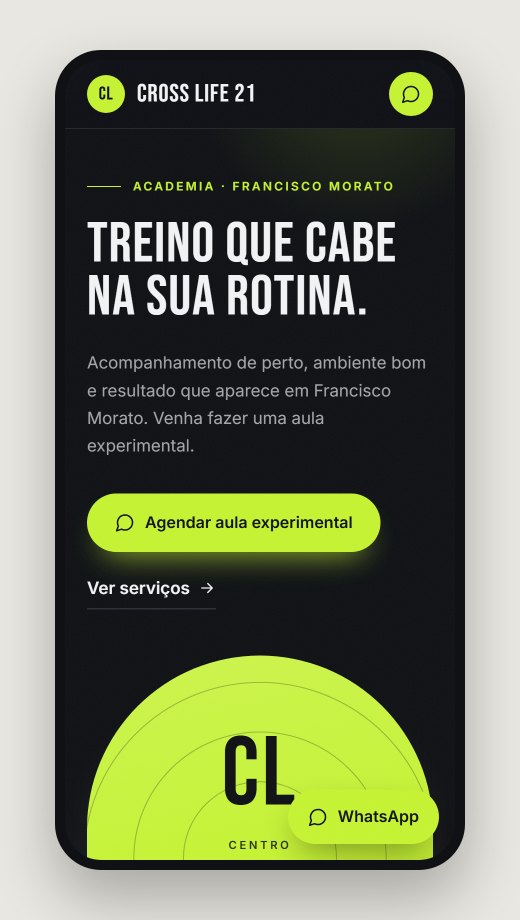 CL CROSS LIFE 21
ACADEMIA · FRANCISCO MORATO
TREINO QUE CABE
NA SUA ROTINA.
Acompanhamento de perto, ambiente bom
e resultado que aparece em Francisco
Morato. Venha fazer uma aula
experimental.
Agendar aula experimental
Ver serviços →
CL
WhatsApp
CENTRO